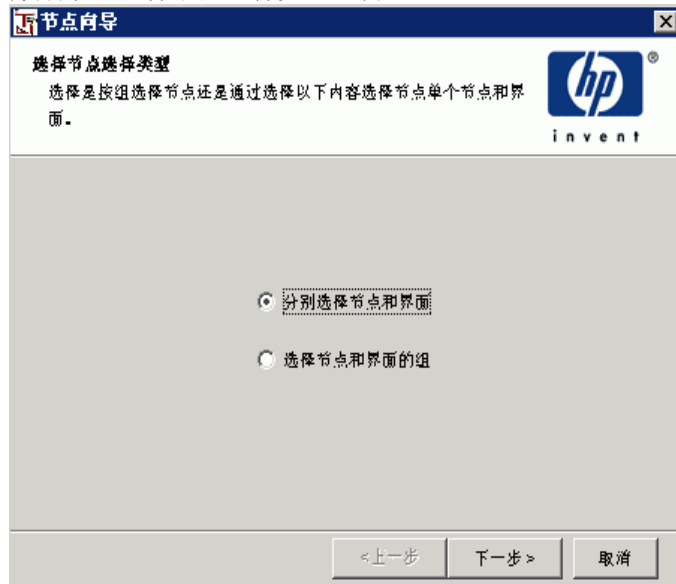 节点向导
选择节点选择类型
选择是按组选择节点还是通过选择以下内容选择节点单个节点和界
面.
hp
®
invent
分别选择节点和界面
选择节点和界面的组
<上一步
下一步>
取消